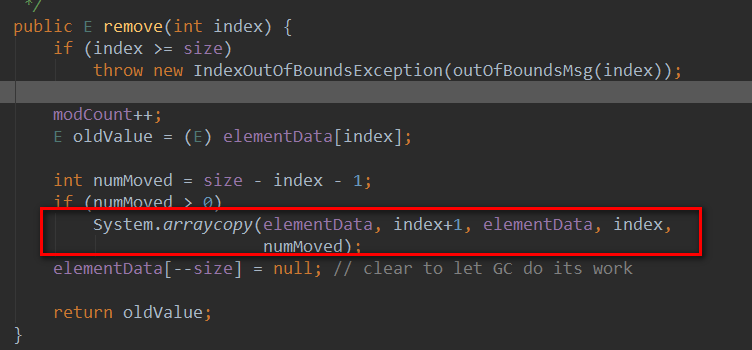 */
public E remove(int index) {
if (index >= size)
throw new IndexOutOfBoundsException(outOfBoundsMsg(index));
modCount++;
E oldValue = (E) elementData[index];
int numMoved = size - index - 1;
if (numMoved > 0)
System.arraycopy(elementData, index+1, elementData, index,
numMoved);
elementData[--size] = null; // clear to let GC do its work
return oldValue;
}